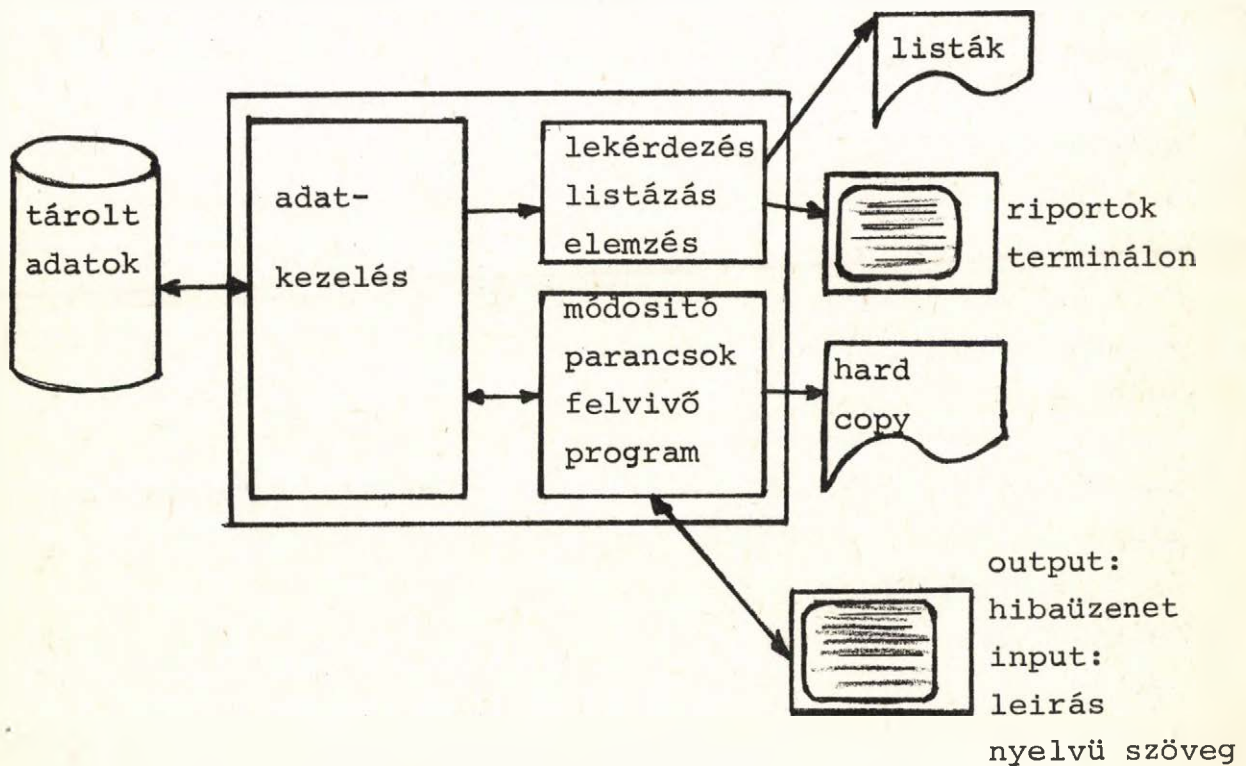 listák
tárolt
adatok
adat-
kezelés
lekérdezés
listázás
elemzés
riportok
terminálon
módositó
parancsok
felvivő
program
hard
copy
output:
hibaüzenet
input:
leirás
nyelvü szöveg